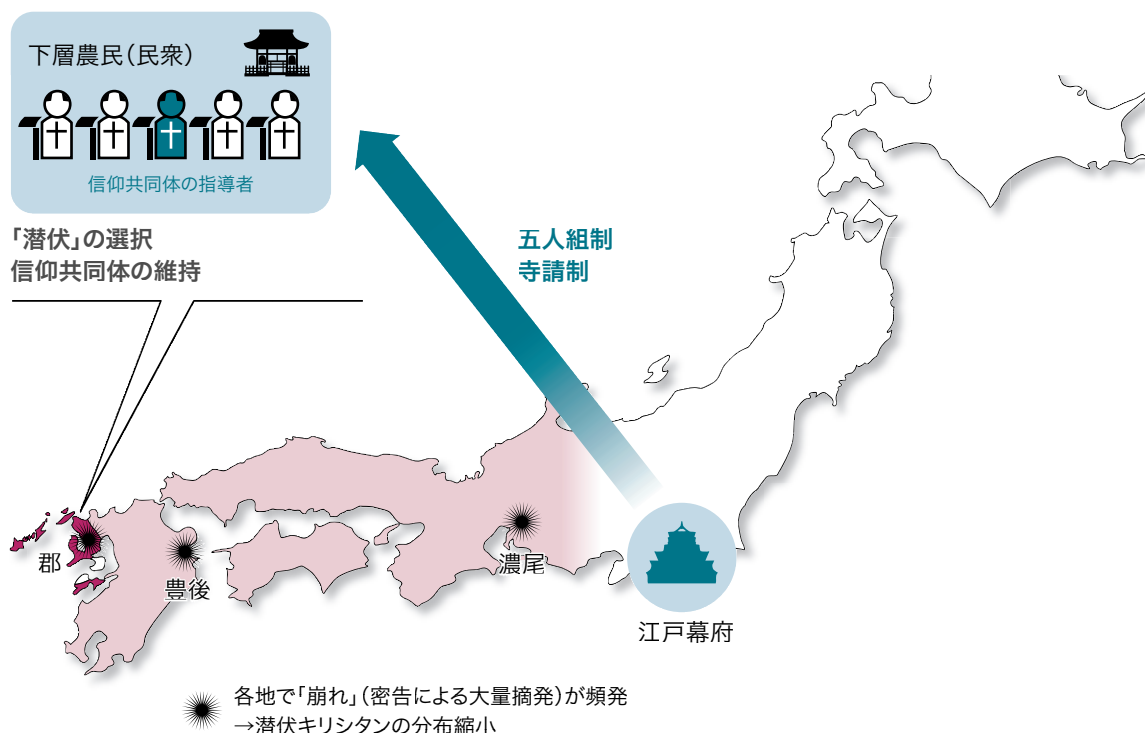 下層農民（民衆）
信仰共同体の指導者
「潜伏」の選択
信仰共同体の維持
五人組制
寺請制
郡
豊後
濃尾
江戸幕府
各地で「崩れ」（密告による大量摘発）が頻発
→潜伏キリシタンの分布縮小